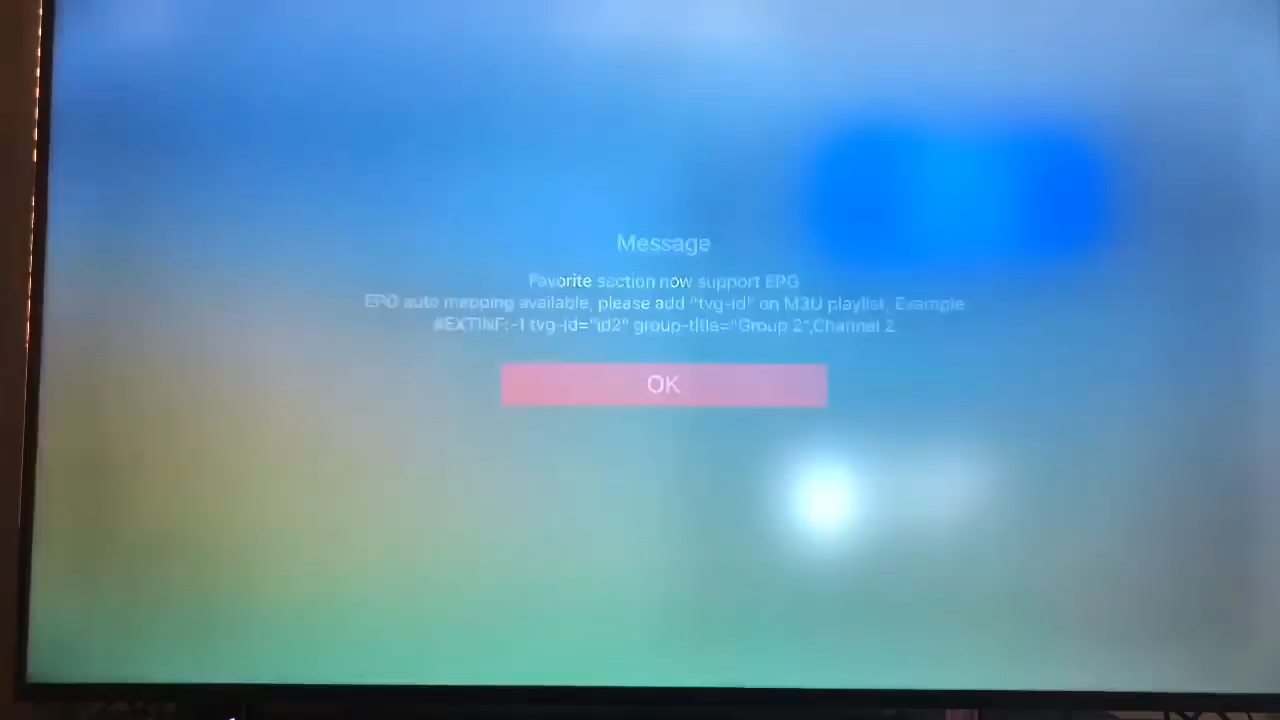 Message
Favorite section now support EPG
EPG auto mapping available, please add "tvg-id" on M3U playlist, Example
#EXTINF:-1 tvg-id="id2" group-title="Group 2",Channel 2
OK